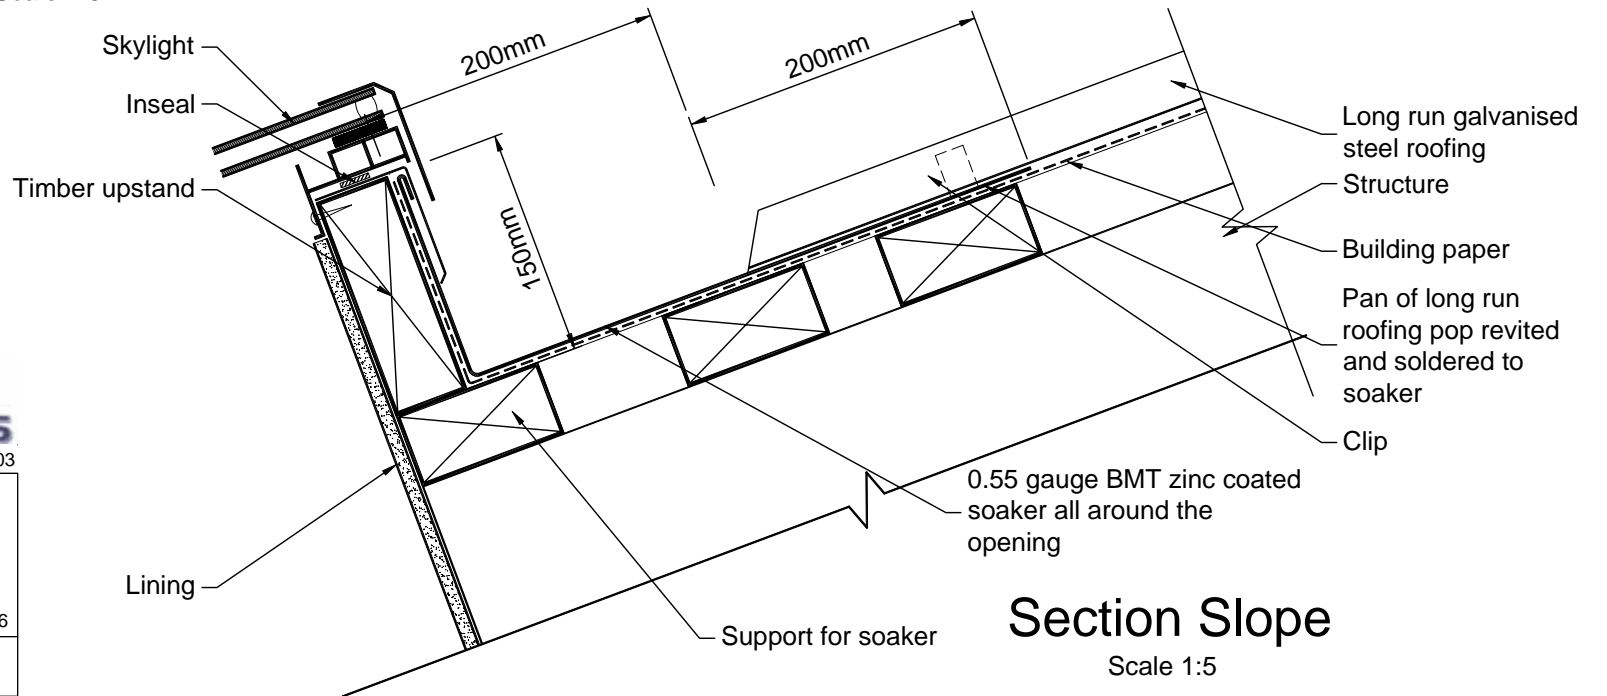 Skylight
Inseal
Timber upstand
Lining
200mm
200mm
150mm
Long run galvanised
steel roofing
Structure
Building paper
Pan of long run
roofing pop revited
and soldered to
soaker
Clip
0.55 gauge BMT zinc coated
soaker all around the
opening
Support for soaker
Section Slope
Scale 1:5
03
6